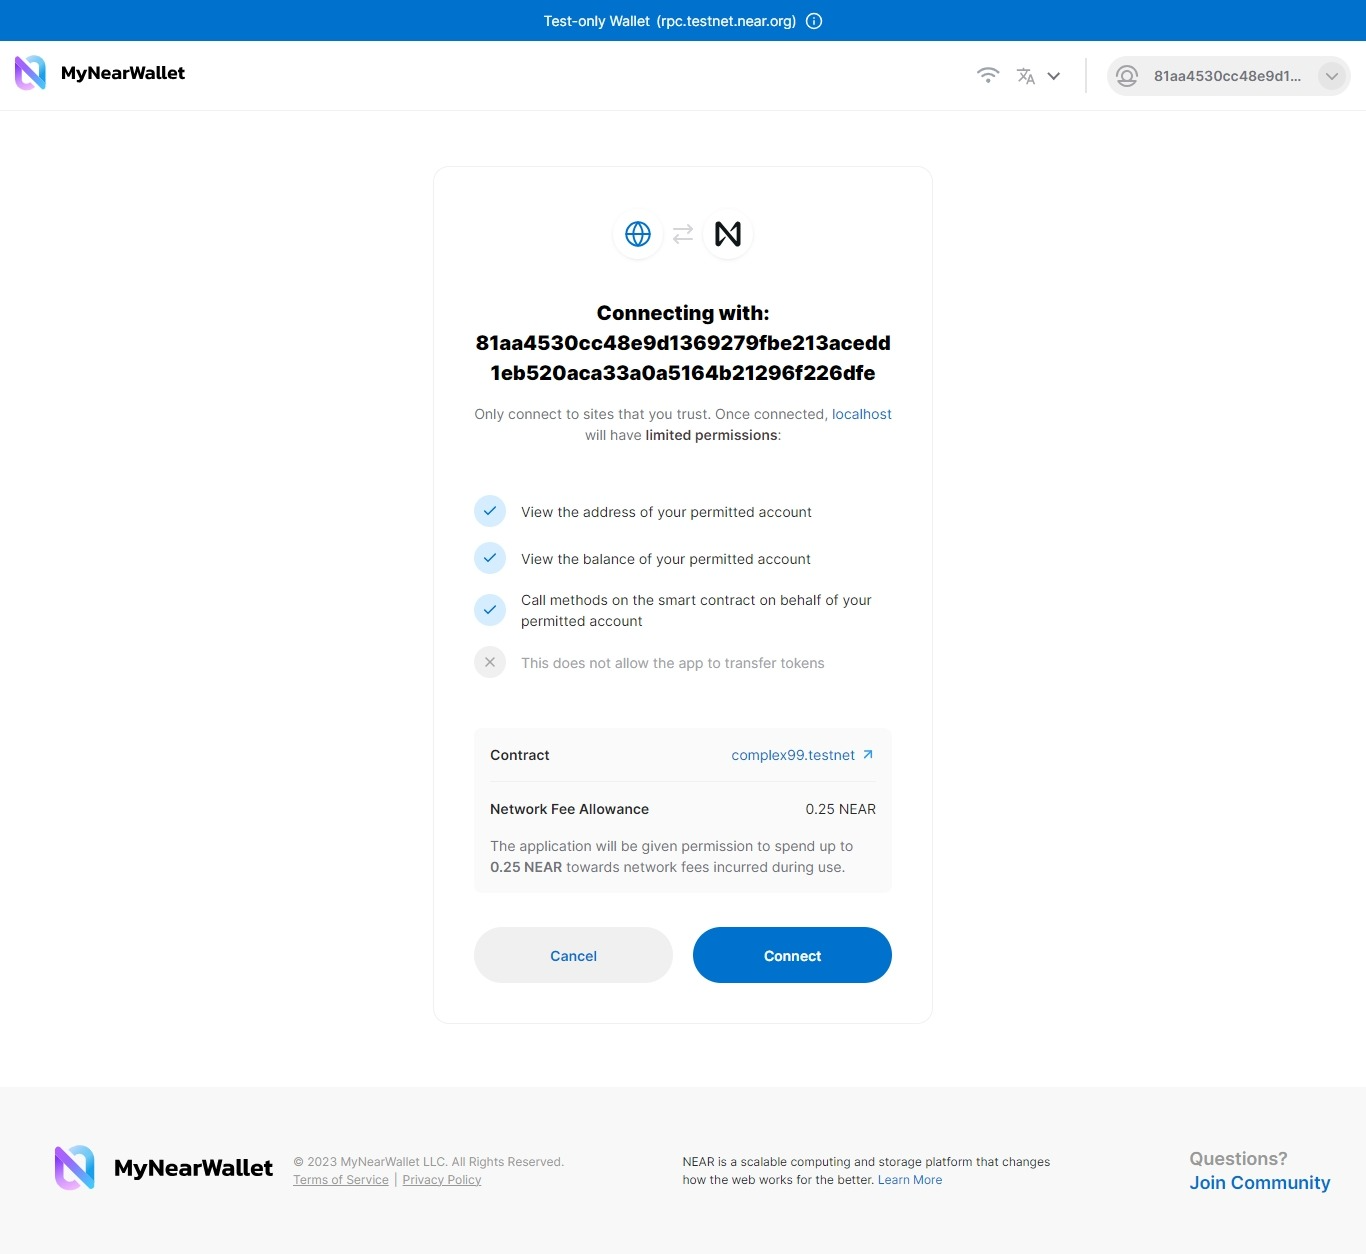 Test-only Wallet (rpc.testnet.near.org)
MyNearWallet
81aa4530cc48e9d1...
Connecting with:
81aa4530cc48e9d1369279fbe213acedd
1eb520aca33a0a5164b21296f226dfe
Only connect to sites that you trust. Once connected, localhost
will have limited permissions:
View the address of your permitted account
View the balance of your permitted account
Call methods on the smart contract on behalf of your
permitted account
This does not allow the app to transfer tokens
Contract complex99.testnet
Network Fee Allowance 0.25 NEAR
The application will be given permission to spend up to
0.25 NEAR towards network fees incurred during use.
Cancel Connect
MyNearWallet
© 2023 MyNearWallet LLC. All Rights Reserved.
Terms of Service | Privacy Policy
NEAR is a scalable computing and storage platform that changes
how the web works for the better. Learn More
Questions?
Join Community